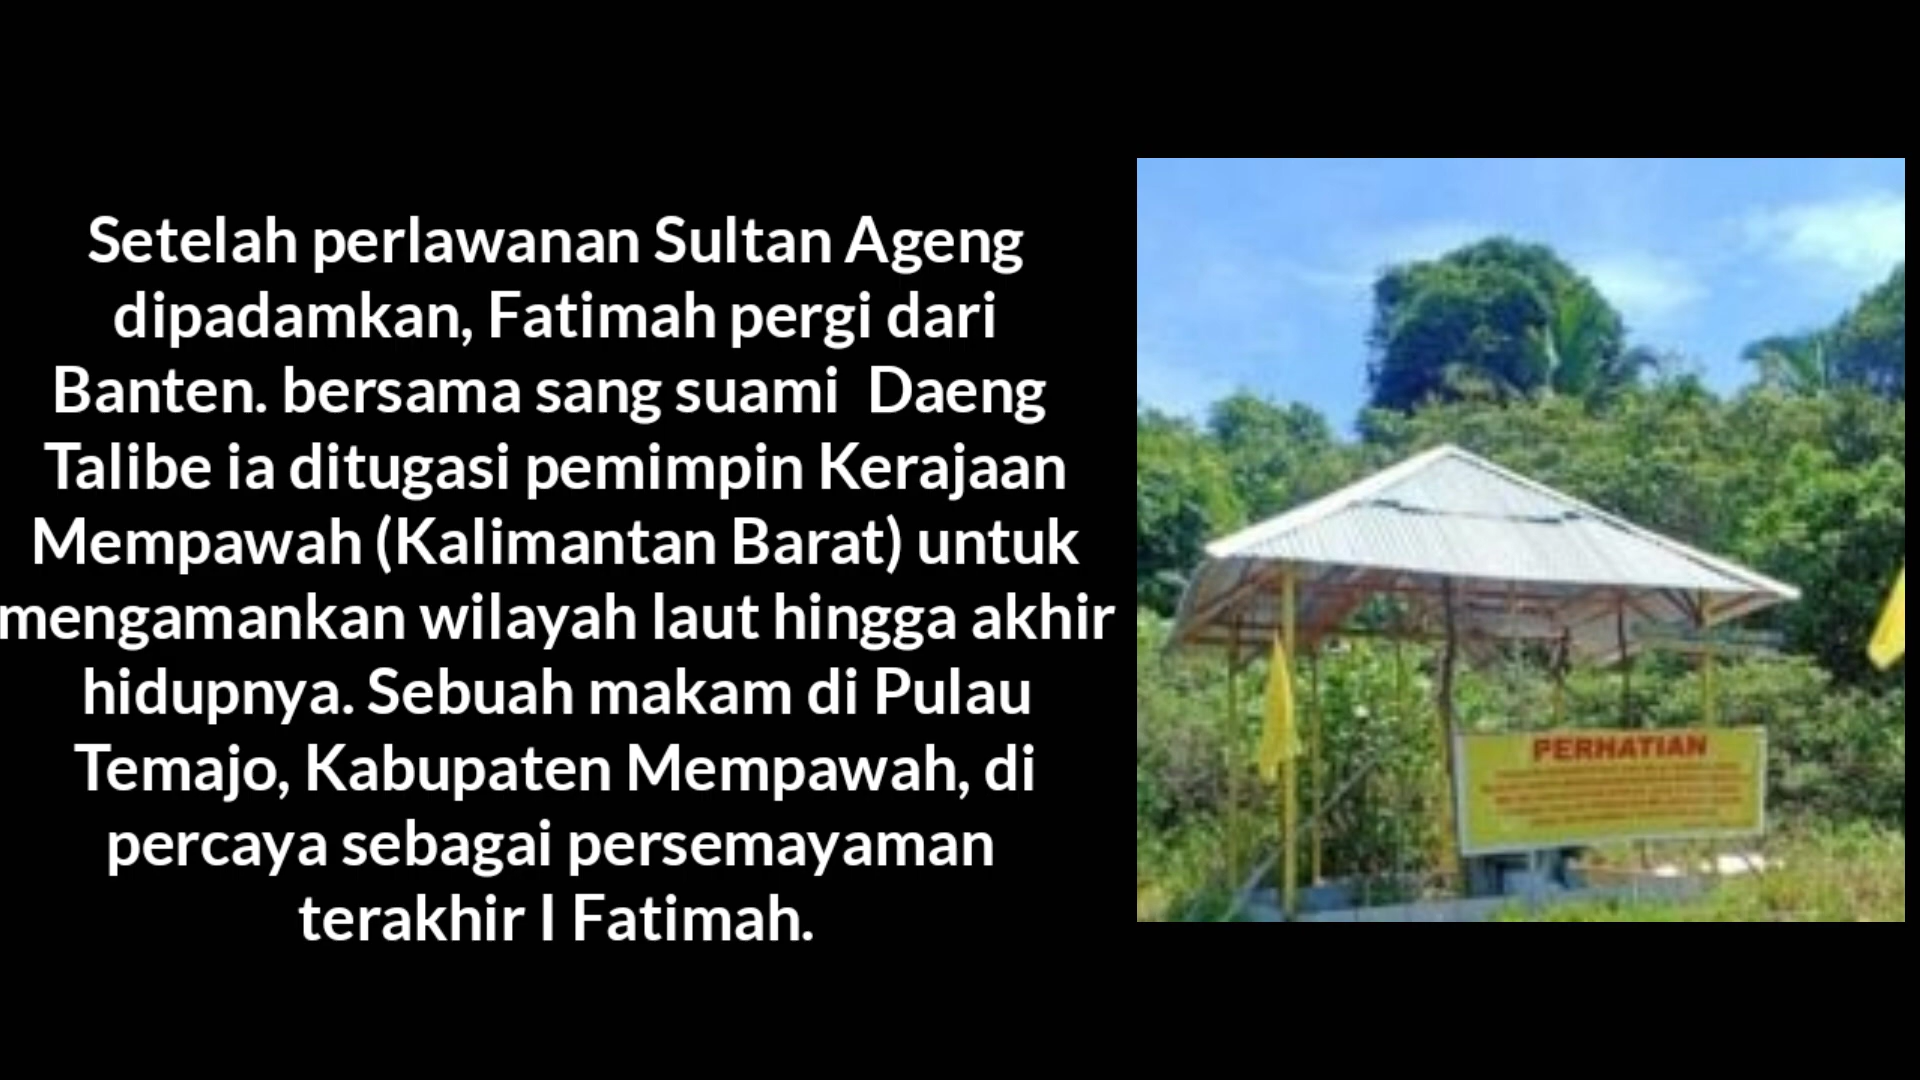 Setelah perlawanan Sultan Ageng
dipadamkan, Fatimah pergi dari
Banten. bersama sang suami  Daeng
Talibe ia ditugasi pemimpin Kerajaan
Mempawah (Kalimantan Barat) untuk
mengamankan wilayah laut hingga akhir
hidupnya. Sebuah makam di Pulau
Temajo, Kabupaten Mempawah, di
percaya sebagai persemayaman
terakhir I Fatimah.
PERHATIAN